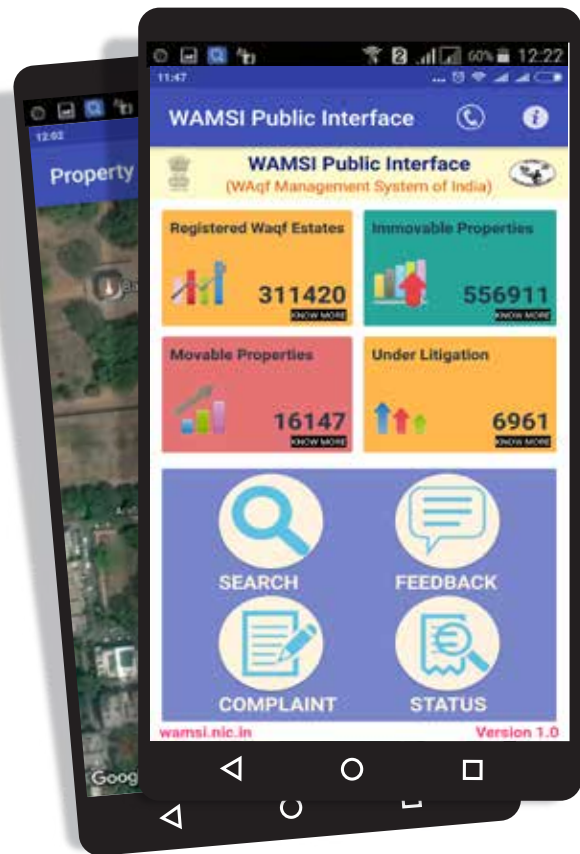 60% 12:22
11:47
WAMSI Public Interface
WAMSI Public Interface
(WAqf Management System of India)
Registered Waqf Estates
311420
KNOW MORE
Immovable Properties
556911
KNOW MORE
Movable Properties
16147
KNOW MORE
Under Litigation
6961
KNOW MORE
SEARCH
FEEDBACK
COMPLAINT
STATUS
wamsi.nic.in
Version 1.0
12:02
Property
Ba
Goog